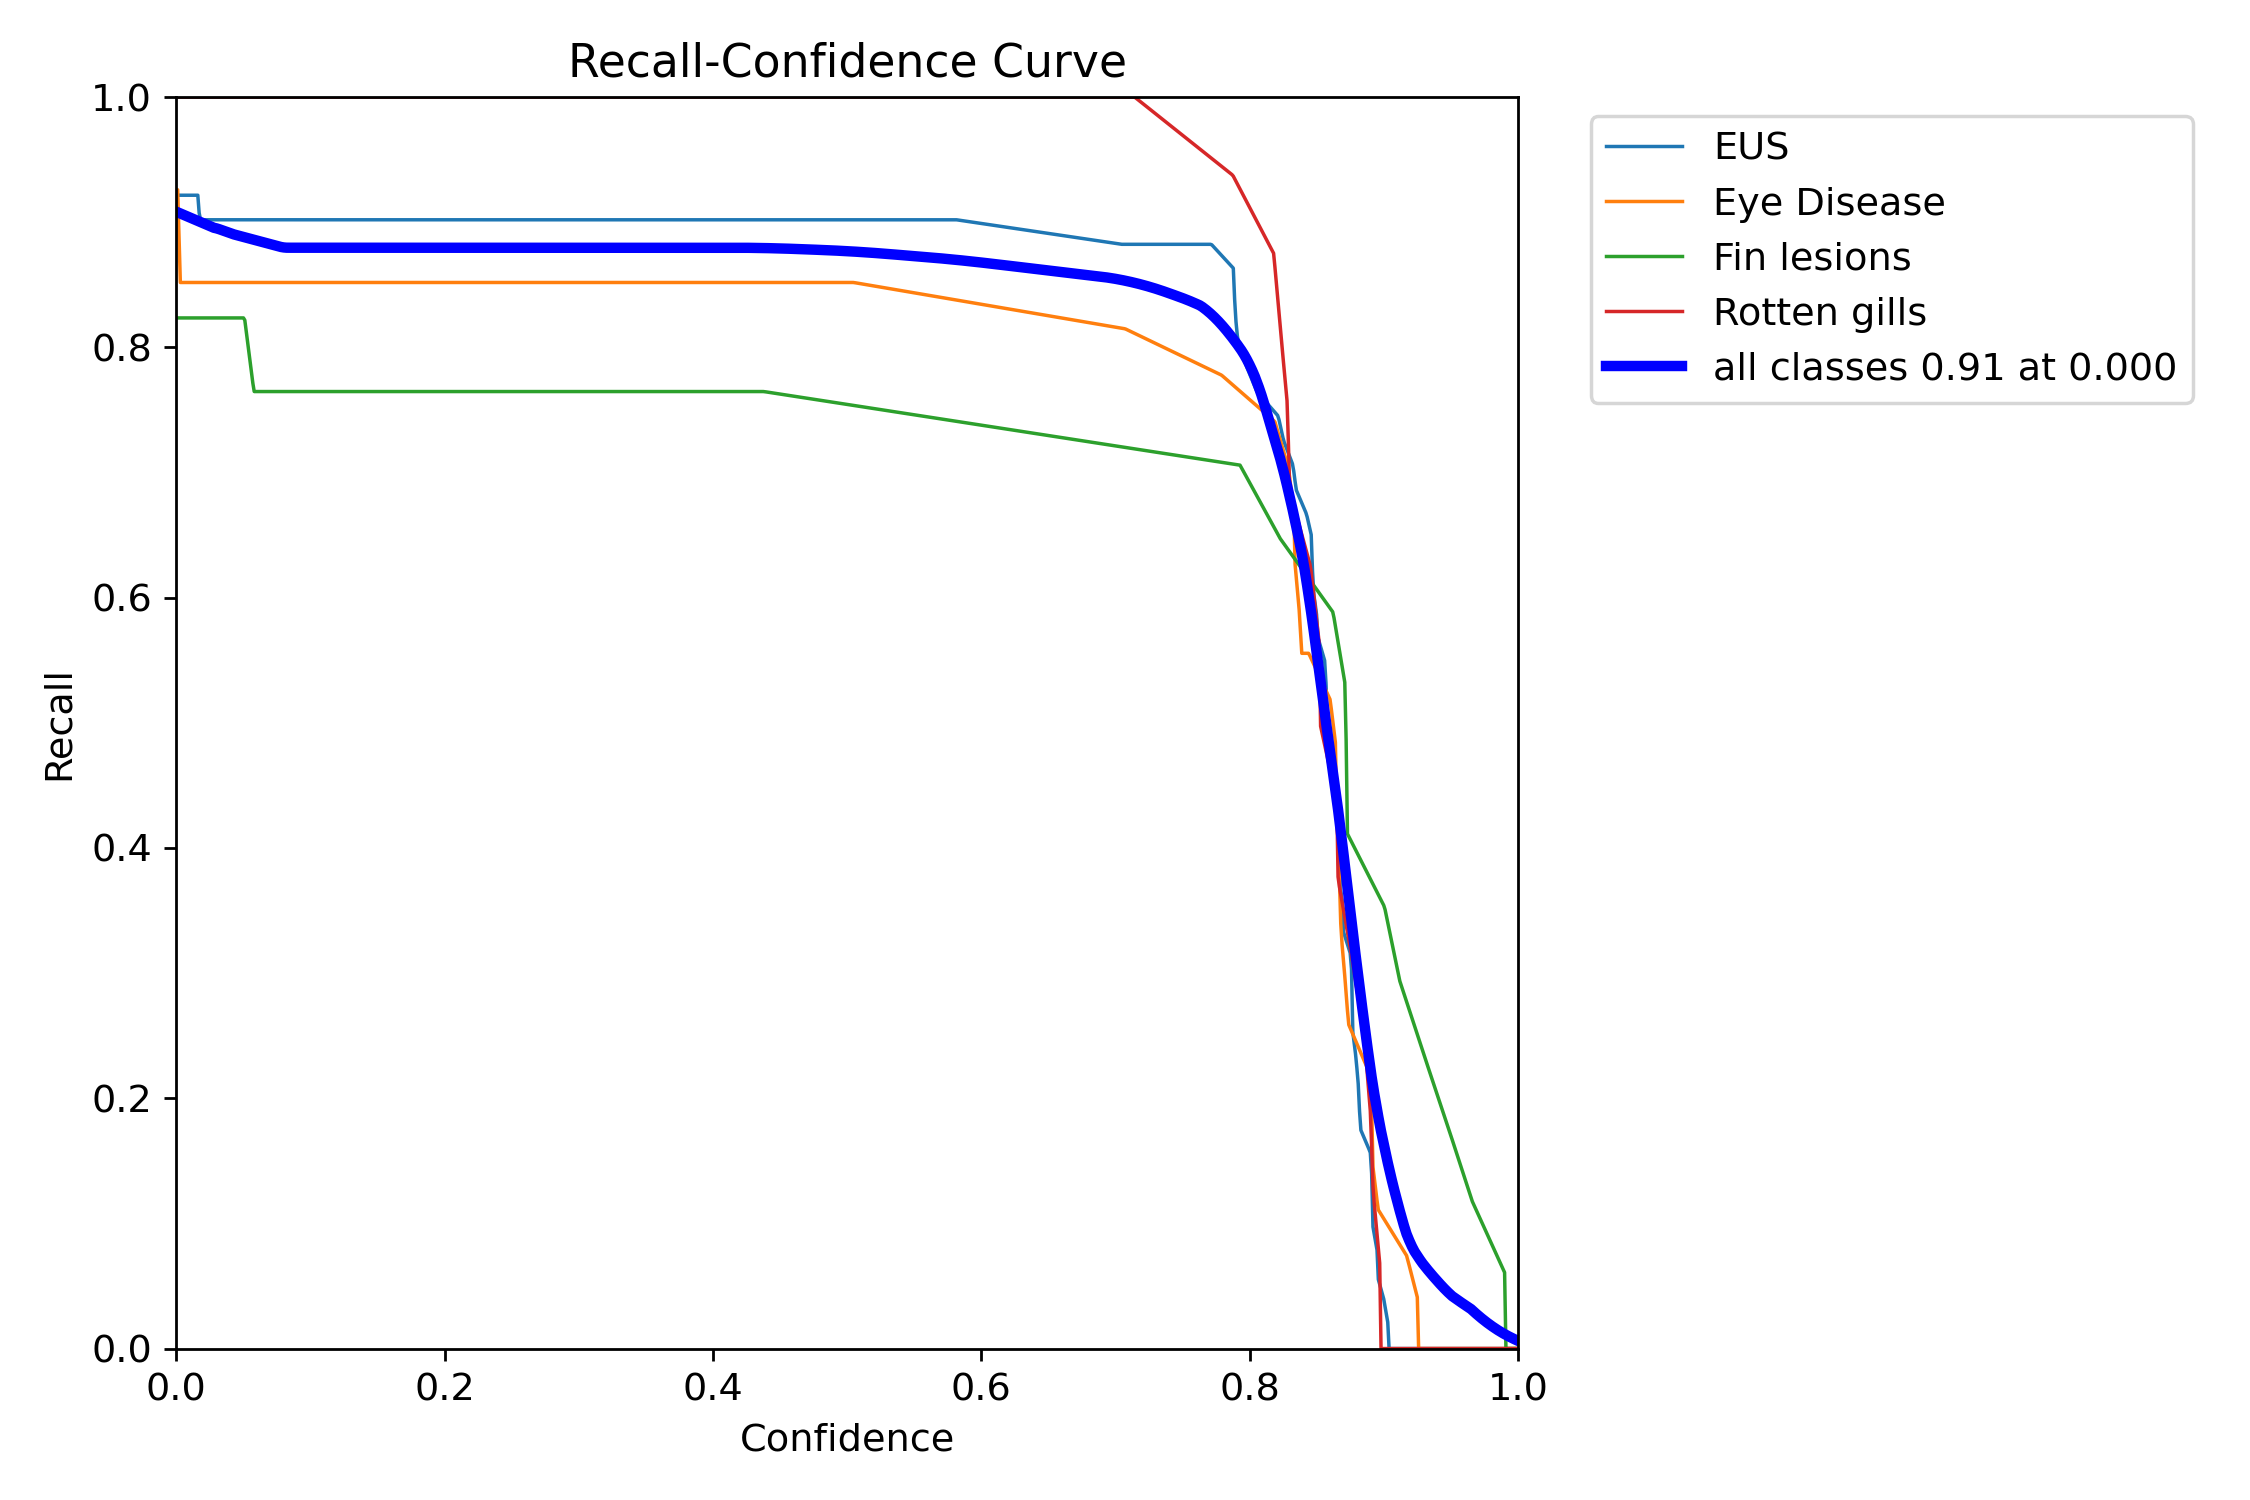 Recall-Confidence Curve
1.0
0.8
0.6
0.4
0.2
0.0
Recall
0.0 0.2 0.4 0.6 0.8 1.0
Confidence
EUS
Eye Disease
Fin lesions
Rotten gills
all classes 0.91 at 0.000